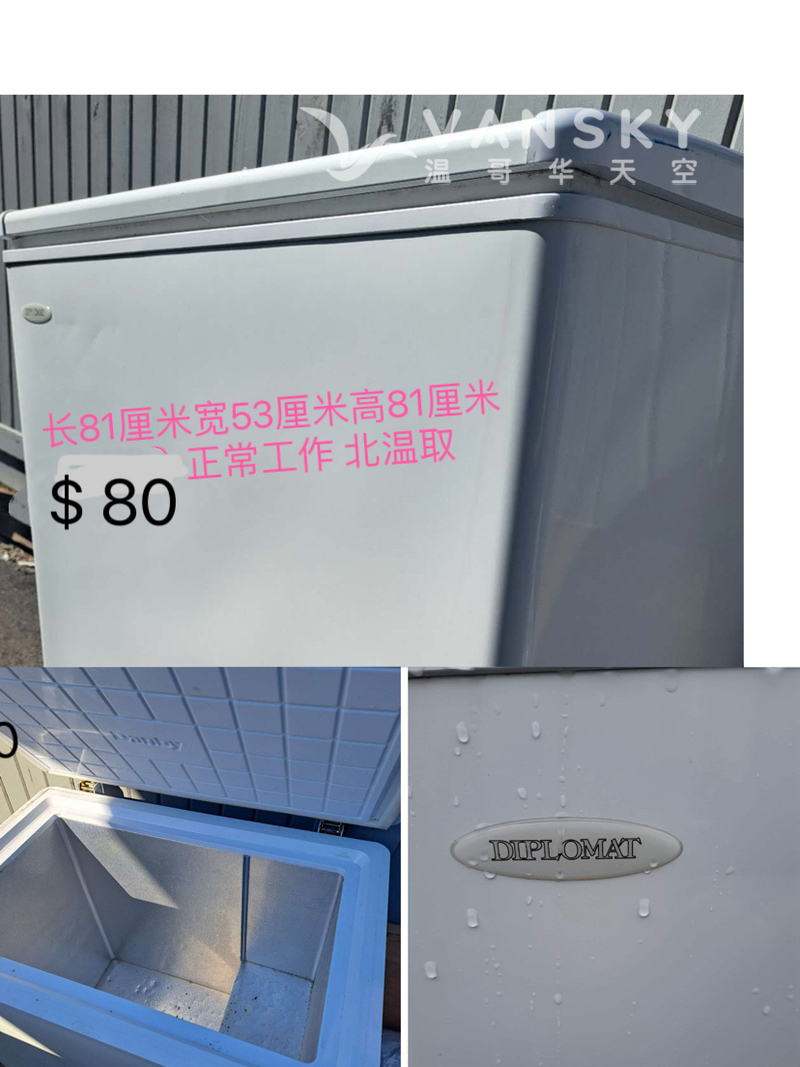 VANSKY
温哥华天空
长81厘米宽53厘米高81厘米
正常工作 北温取
$ 80
0
Danby
DIPLOMAT